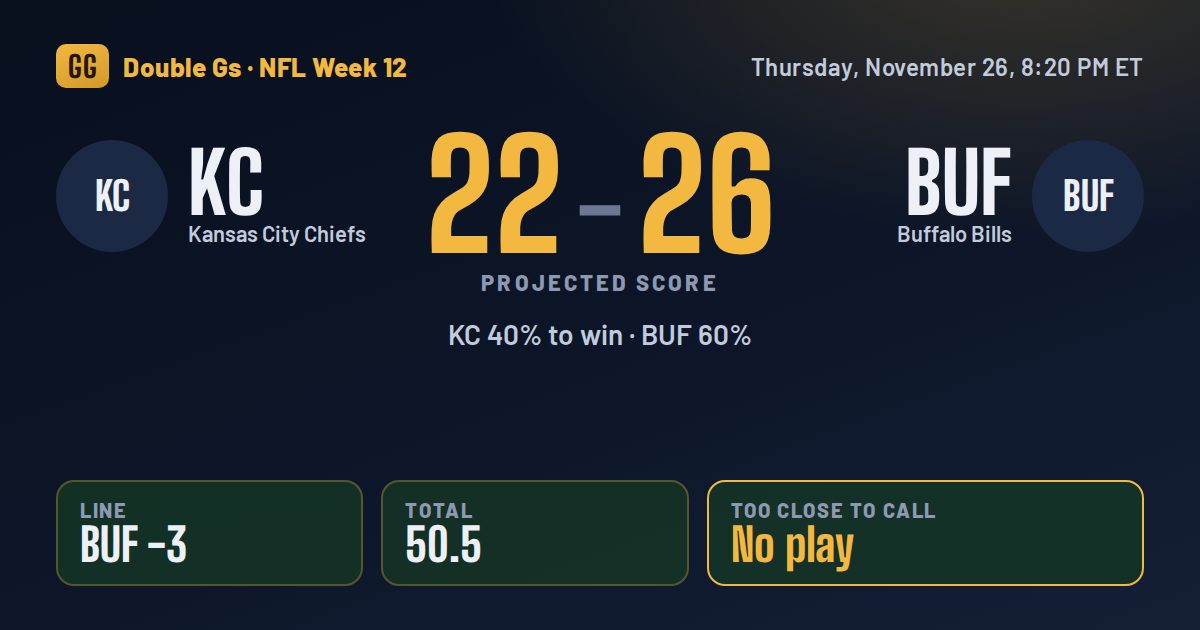 GG Double Gs · NFL Week 12
Thursday, November 26, 8:20 PM ET
KC
KC
Kansas City Chiefs
22 – 26
PROJECTED SCORE
KC 40% to win · BUF 60%
BUF
Buffalo Bills
BUF
LINE
BUF −3
TOTAL
50.5
TOO CLOSE TO CALL
No play